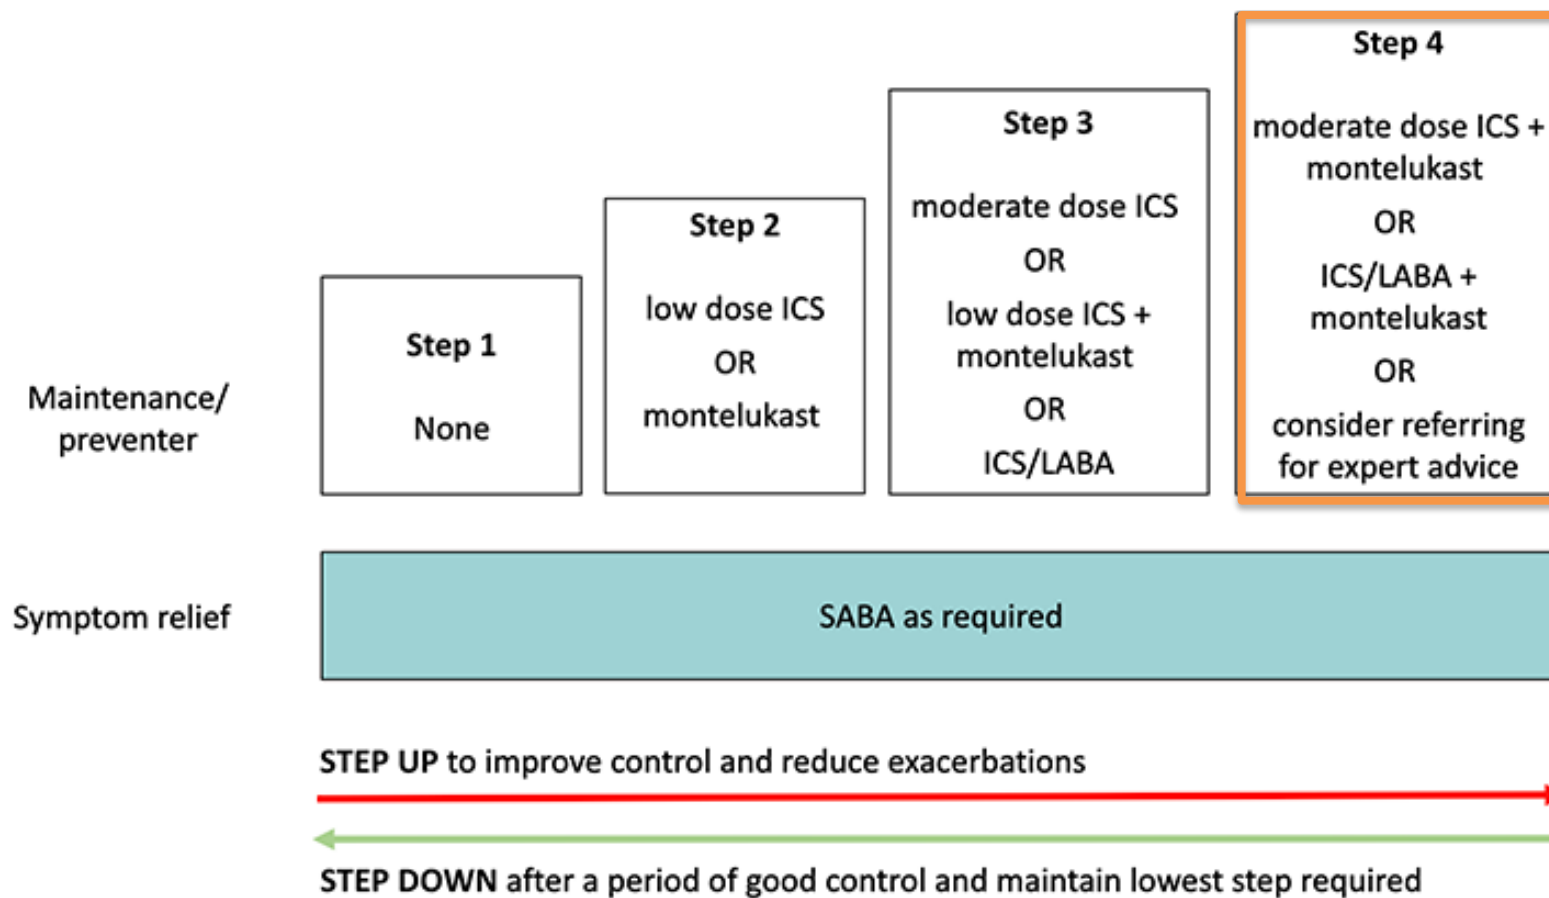 Step 4
moderate dose ICS +
montelukast
OR
ICS/LABA +
montelukast
OR
consider referring
for expert advice
Step 3
moderate dose ICS
OR
low dose ICS +
montelukast
OR
ICS/LABA
Step 2
low dose ICS
OR
montelukast
Step 1
None
Maintenance/
preventer
Symptom relief
SABA as required
STEP UP to improve control and reduce exacerbations
STEP DOWN after a period of good control and maintain lowest step required